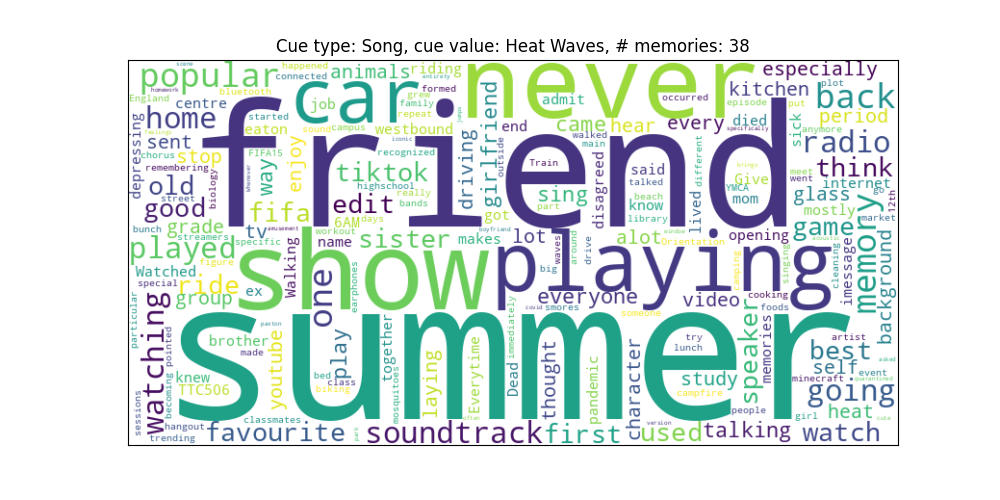 Cue type: Song, cue value: Heat Waves, # memories: 38
popular animals riding never especially
scene happened connected entirety
homework bluetooth job family formed admit kitchen plot back
England centre car grew repeat occurred episode put
home started eaton sound campus westbound came hear every died period
depressing sent stop FIFA15 iconic end part walked main outside specifically sick anymore radio
chorus remembering way enjoy recognized driving girlfriend Train said talked different YMCA Give meet went think
old street biology tiktok friend disagreed beach library lived mom internet go 12th
good whenever edit highschool really bands sing know brings glass mostly market
bunch grade fifa 6AM days got boyfriend window acoustic game memory
streamers tv amusement workout name sister makes lot around alot Orientation opening
played specific show playing waves drive singing cleaning imessage background
Watched figure Walking earphones big camping
special ride one covid smores everyone someone video cooking foods
particular group ex
brother summer immediately try lunch speaker memories artist best
watching pointed made parton play together asked
knew bed class study minecraft self event quarantined
becoming TTC506 youtube biking mosquitoes laying Everytime Dead thought pandemic character campfire people girl going
sessions classmates often version heat cute
hangout trending favourite park soundtrack first used talking watch